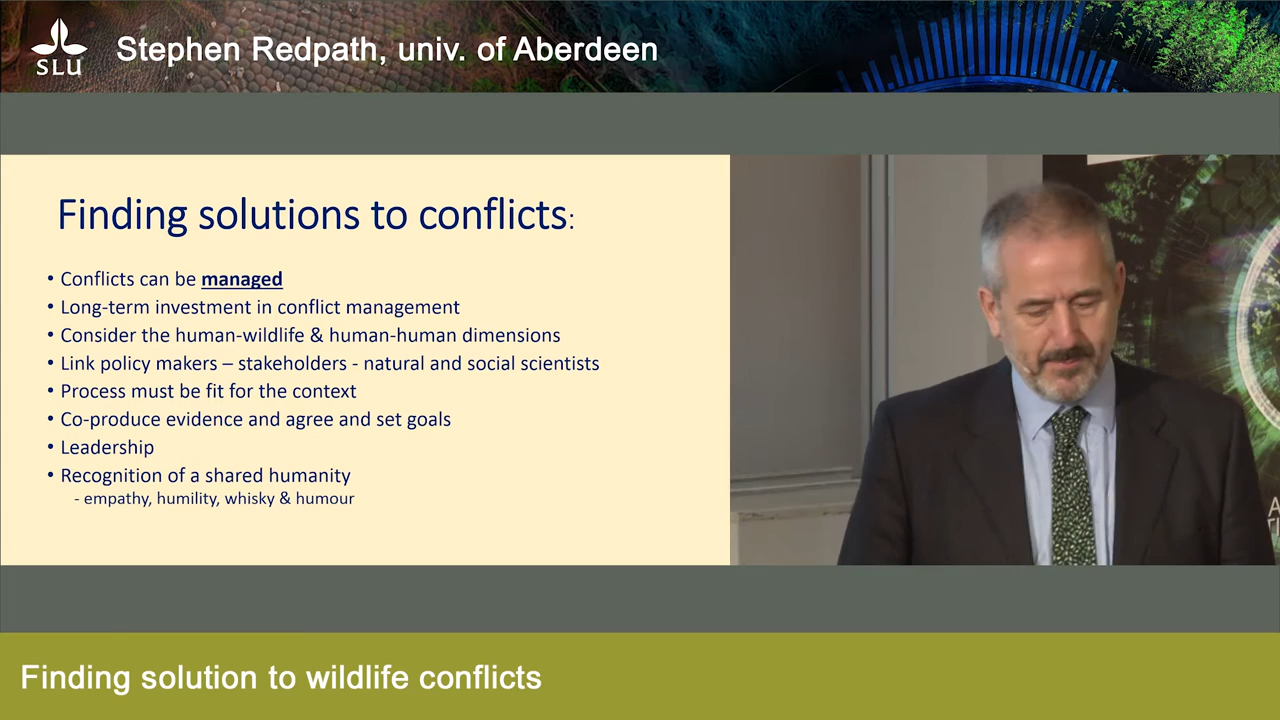 SLU
Stephen Redpath, univ. of Aberdeen
Finding solutions to conflicts:
• Conflicts can be managed
• Long-term investment in conflict management
• Consider the human-wildlife & human-human dimensions
• Link policy makers – stakeholders - natural and social scientists
• Process must be fit for the context
• Co-produce evidence and agree and set goals
• Leadership
• Recognition of a shared humanity
- empathy, humility, whisky & humour
Finding solution to wildlife conflicts